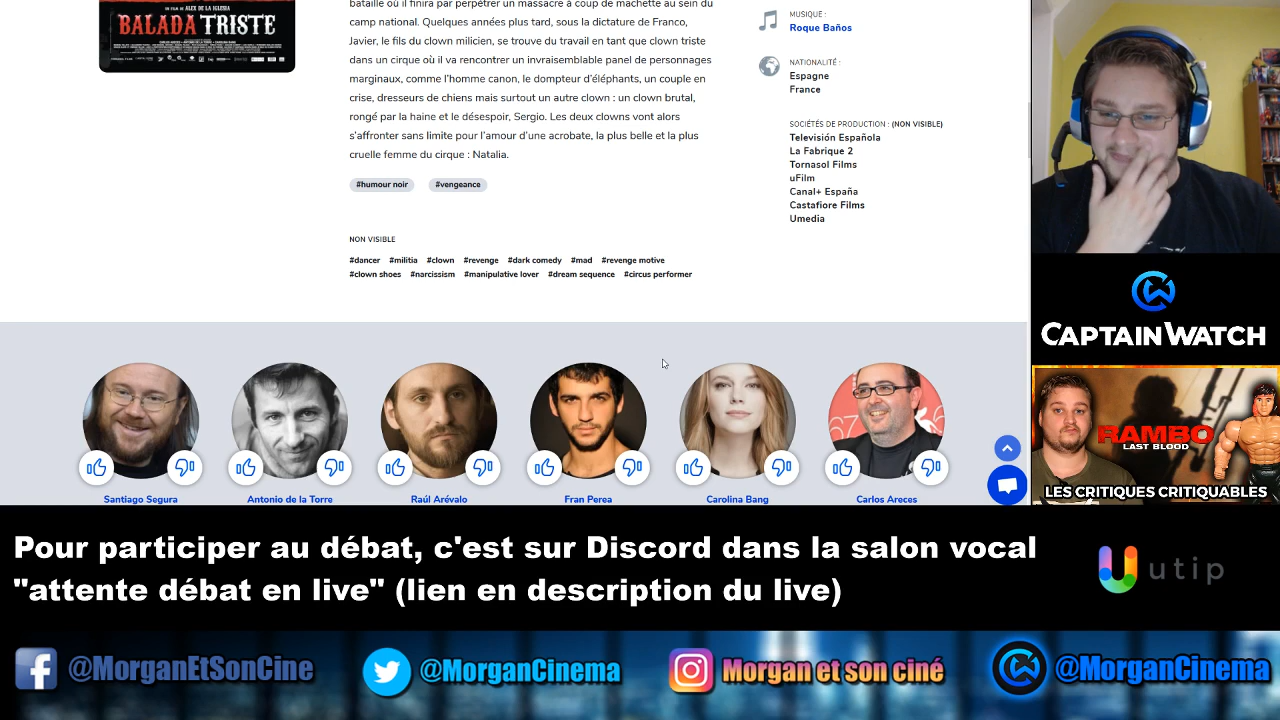 UN FILM DE ALEX DE LA IGLESIA
BALADA TRISTE
bataille où il finira par perpétrer un massacre à coup de machette au sein du
camp national. Quelques années plus tard, sous la dictature de Franco,
Javier, le fils du clown milicien, se trouve du travail en tant que clown triste
dans un cirque où il va rencontrer un invraisemblable panel de personnages
marginaux, comme l'homme canon, le dompteur d'éléphants, un couple en
crise, dresseurs de chiens mais surtout un autre clown : un clown brutal,
rongé par la haine et le désespoir, Sergio. Les deux clowns vont alors
s'affronter sans limite pour l'amour d'une acrobate, la plus belle et la plus
cruelle femme du cirque : Natalia.
#humour noir #vengeance
NON VISIBLE
#dancer #militia #clown #revenge #dark comedy #mad #revenge motive
#clown shoes #narcissism #manipulative lover #dream sequence #circus performer
MUSIQUE :
Roque Baños
NATIONALITÉ :
Espagne
France
SOCIÉTÉS DE PRODUCTION : (NON VISIBLE)
Televisión Española
La Fabrique 2
Tornasol Films
uFilm
Canal+ España
Castafiore Films
Umedia
Santiago Segura
Antonio de la Torre
Raúl Arévalo
Fran Perea
Carolina Bang
Carlos Areces
CAPTAINWATCH
RAMBO
LAST BLOOD
LES CRITIQUES CRITIQUABLES
Pour participer au débat, c'est sur Discord dans la salon vocal
"attente débat en live" (lien en description du live)
utip
@MorganEtSonCine
@MorganCinema
Morgan et son ciné
@MorganCinema